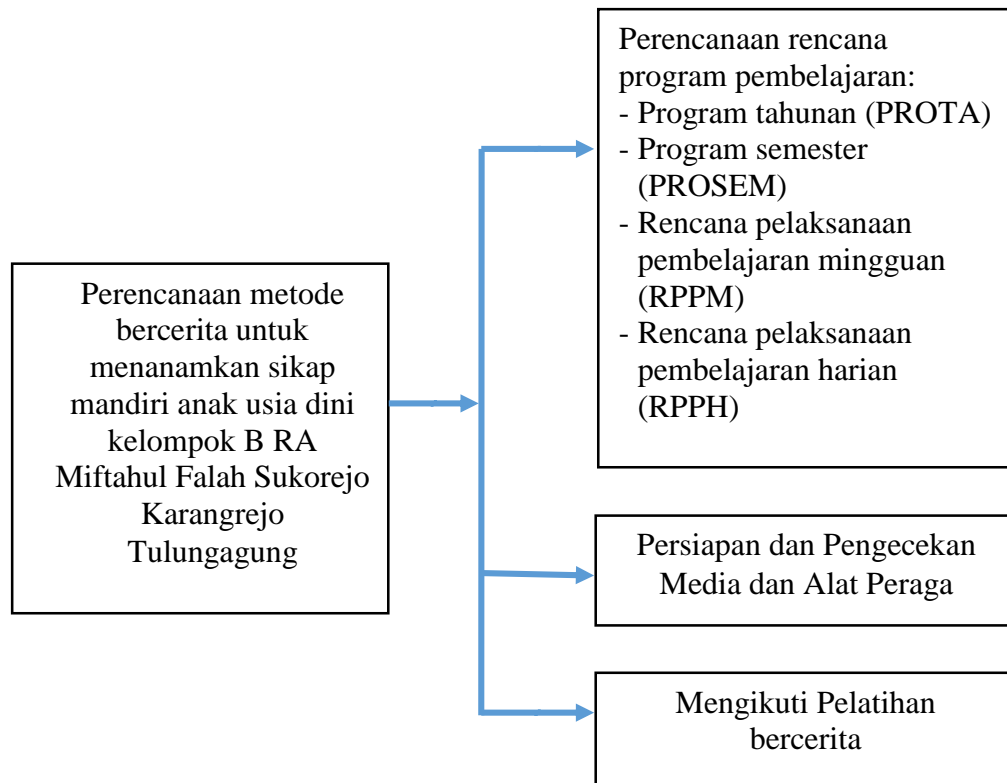 Perencanaan metode
bercerita untuk
menanamkan sikap
mandiri anak usia dini
kelompok B RA
Miftahul Falah Sukorejo
Karangrejo
Tulungagung
Perencanaan rencana
program pembelajaran:
- Program tahunan (PROTA)
- Program semester
(PROSEM)
- Rencana pelaksanaan
pembelajaran mingguan
(RPPM)
- Rencana pelaksanaan
pembelajaran harian
(RPPH)
Persiapan dan Pengecekan
Media dan Alat Peraga
Mengikuti Pelatihan
bercerita